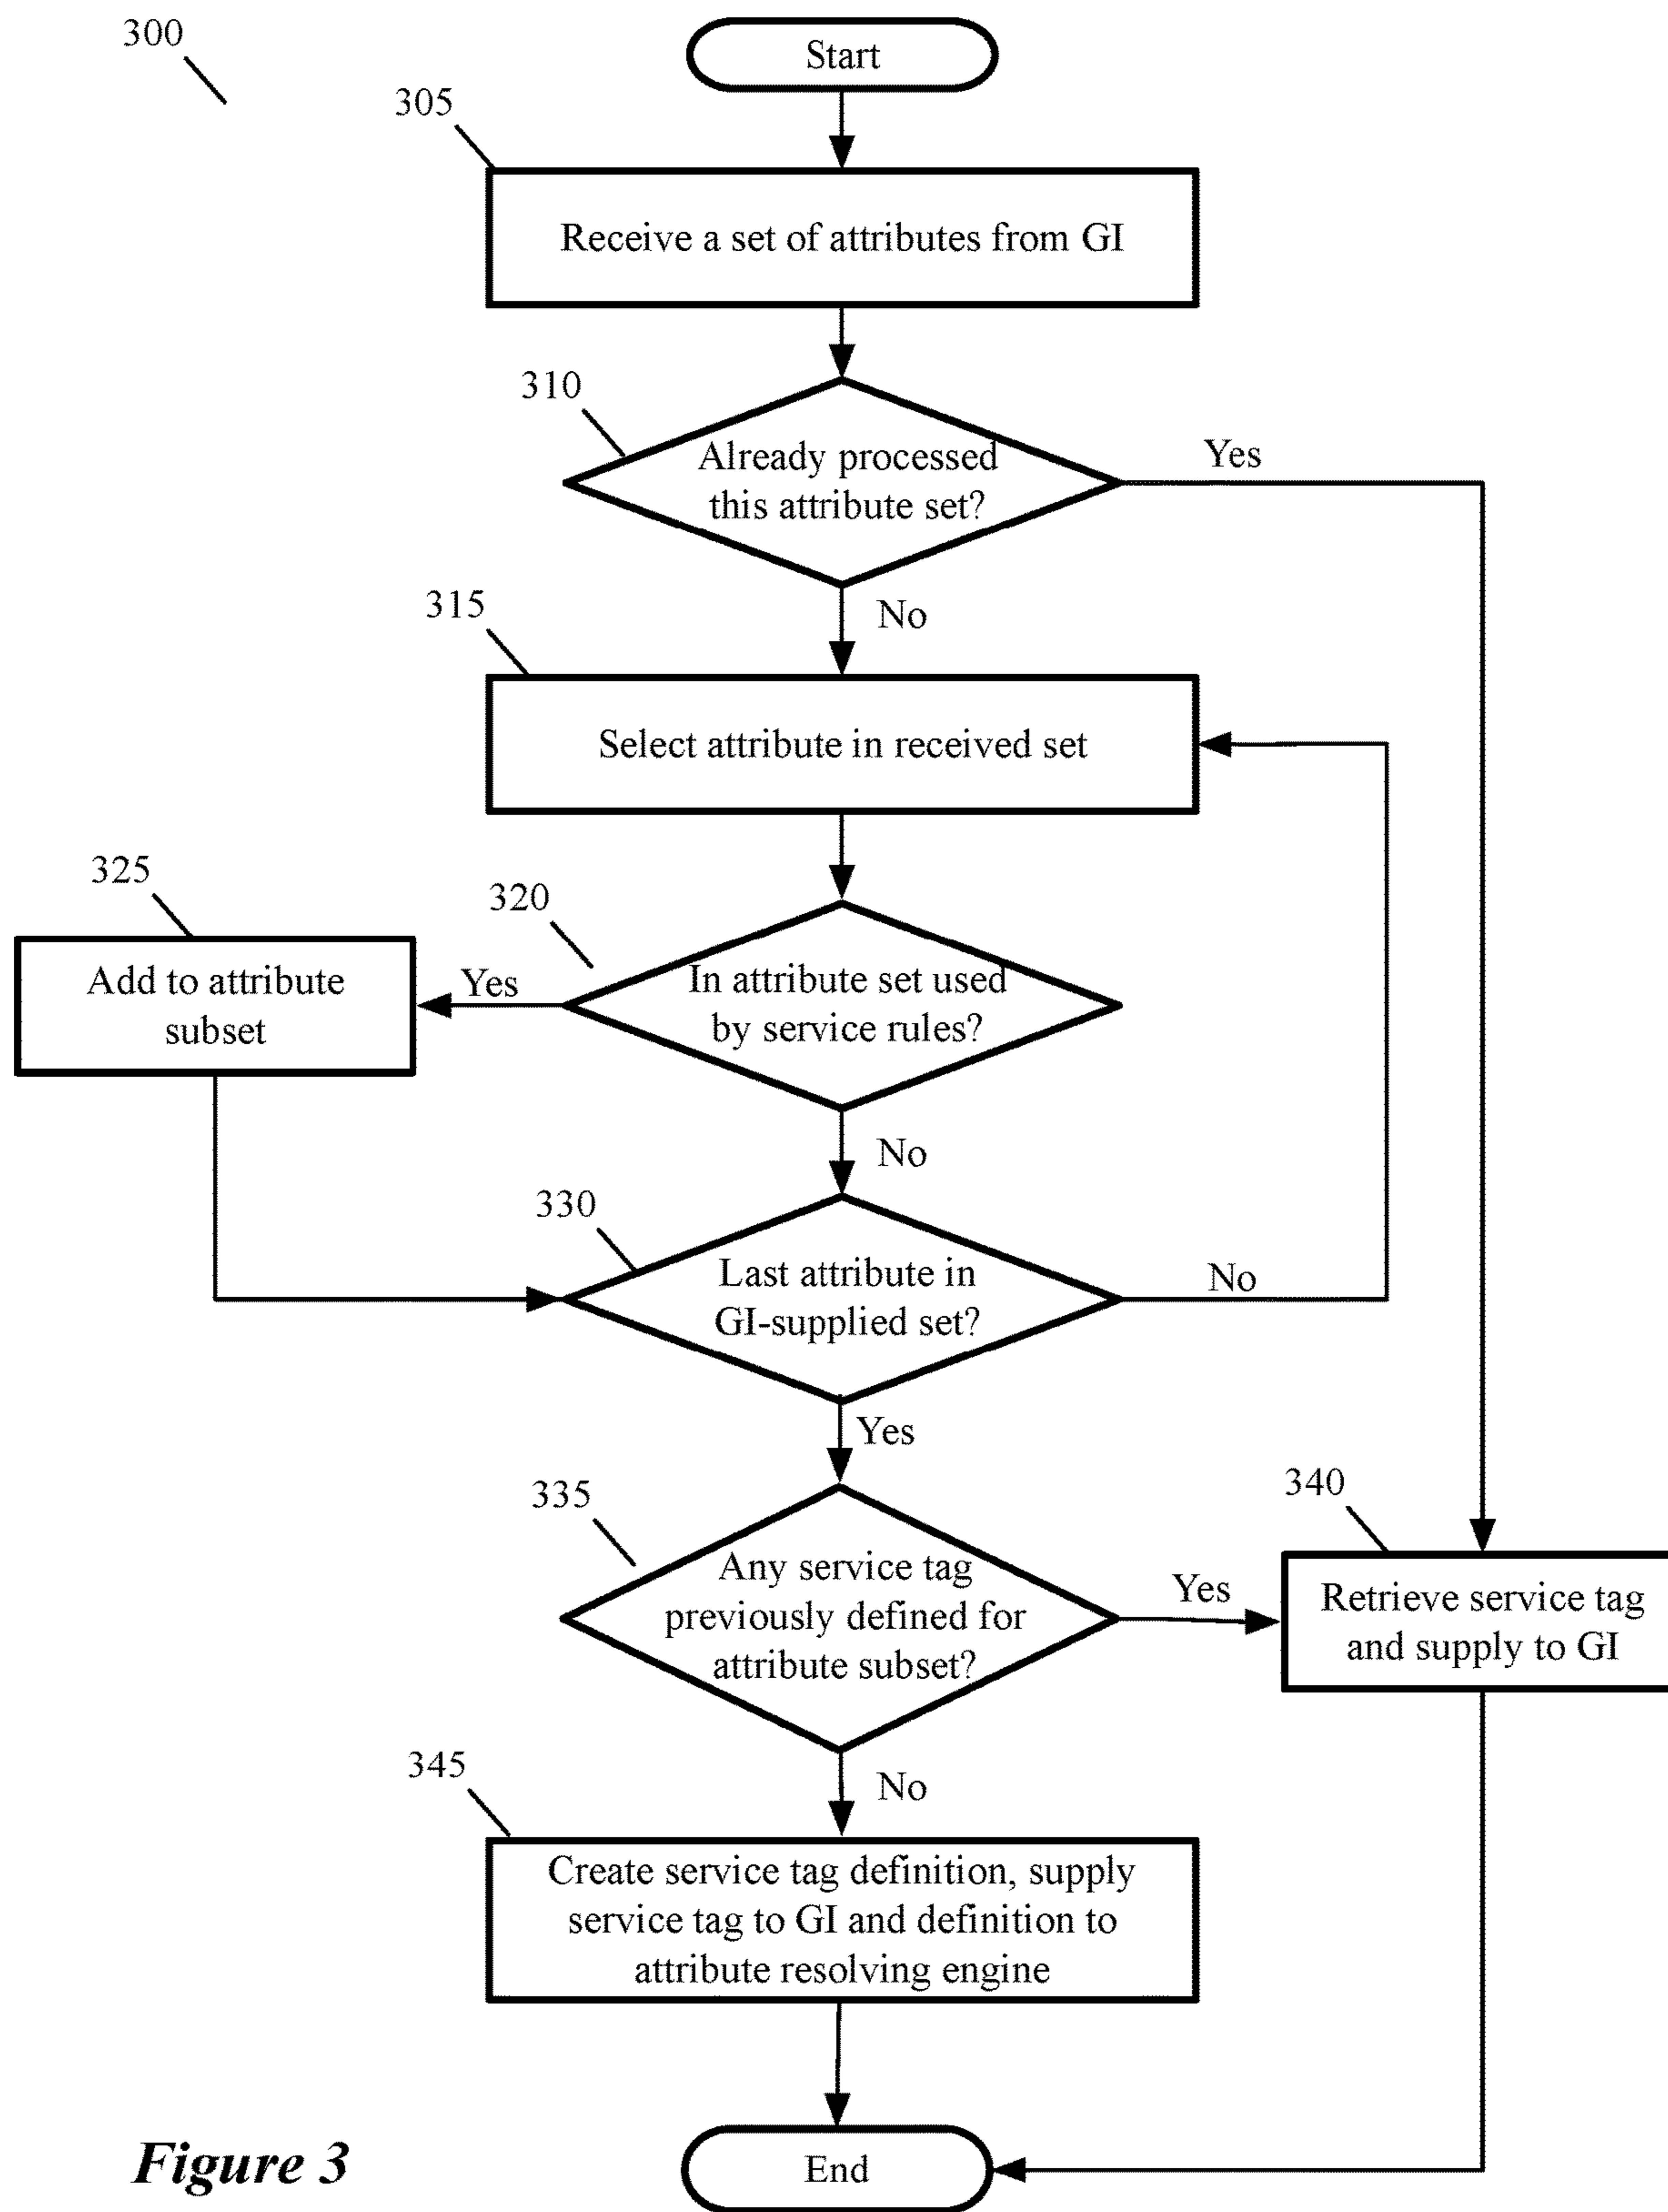 300
Start
305
Receive a set of attributes from GI
310
Already processed
this attribute set?
Yes
No
315
Select attribute in received set
325
320
Add to attribute
subset
Yes
In attribute set used
by service rules?
No
330
Last attribute in
GI-supplied set?
No
Yes
335
340
Any service tag
previously defined for
attribute subset?
Yes
Retrieve service tag
and supply to GI
345
No
Create service tag definition, supply
service tag to GI and definition to
attribute resolving engine
Figure 3
End